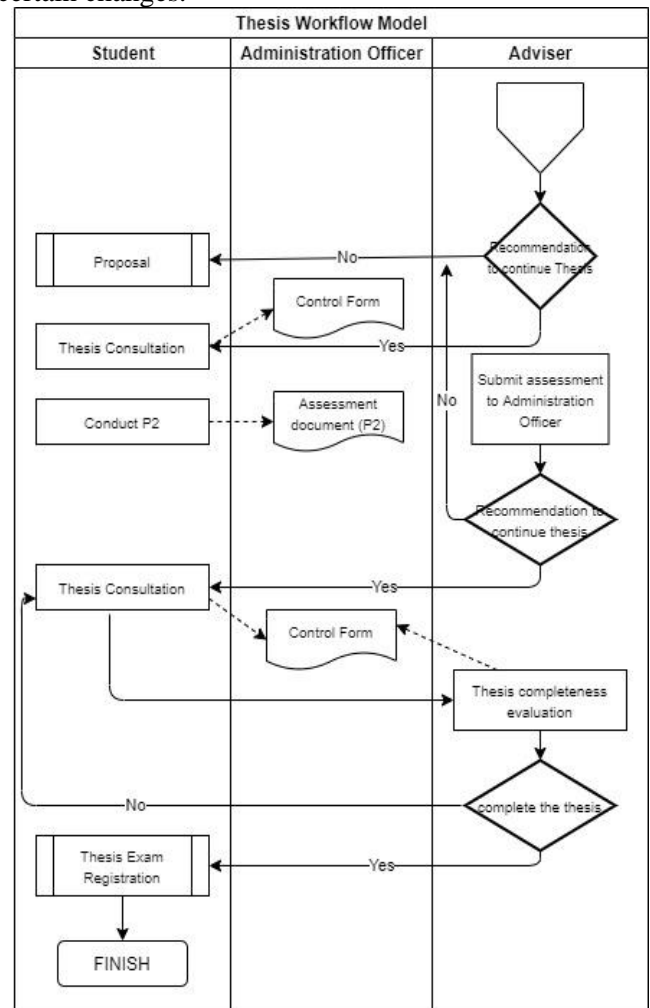 certain changes.
Thesis Workflow Model
Student
Administration Officer
Adviser
Recommendation
to continue Thesis
No
Proposal
Control Form
Thesis Consultation
Yes
Submit assessment
to Administration
Officer
No
Conduct P2
Assessment
document (P2)
Recommendation to
continue thesis
Thesis Consultation
Yes
Control Form
Thesis completeness
evaluation
No
complete the thesis
Thesis Exam
Registration
Yes
FINISH